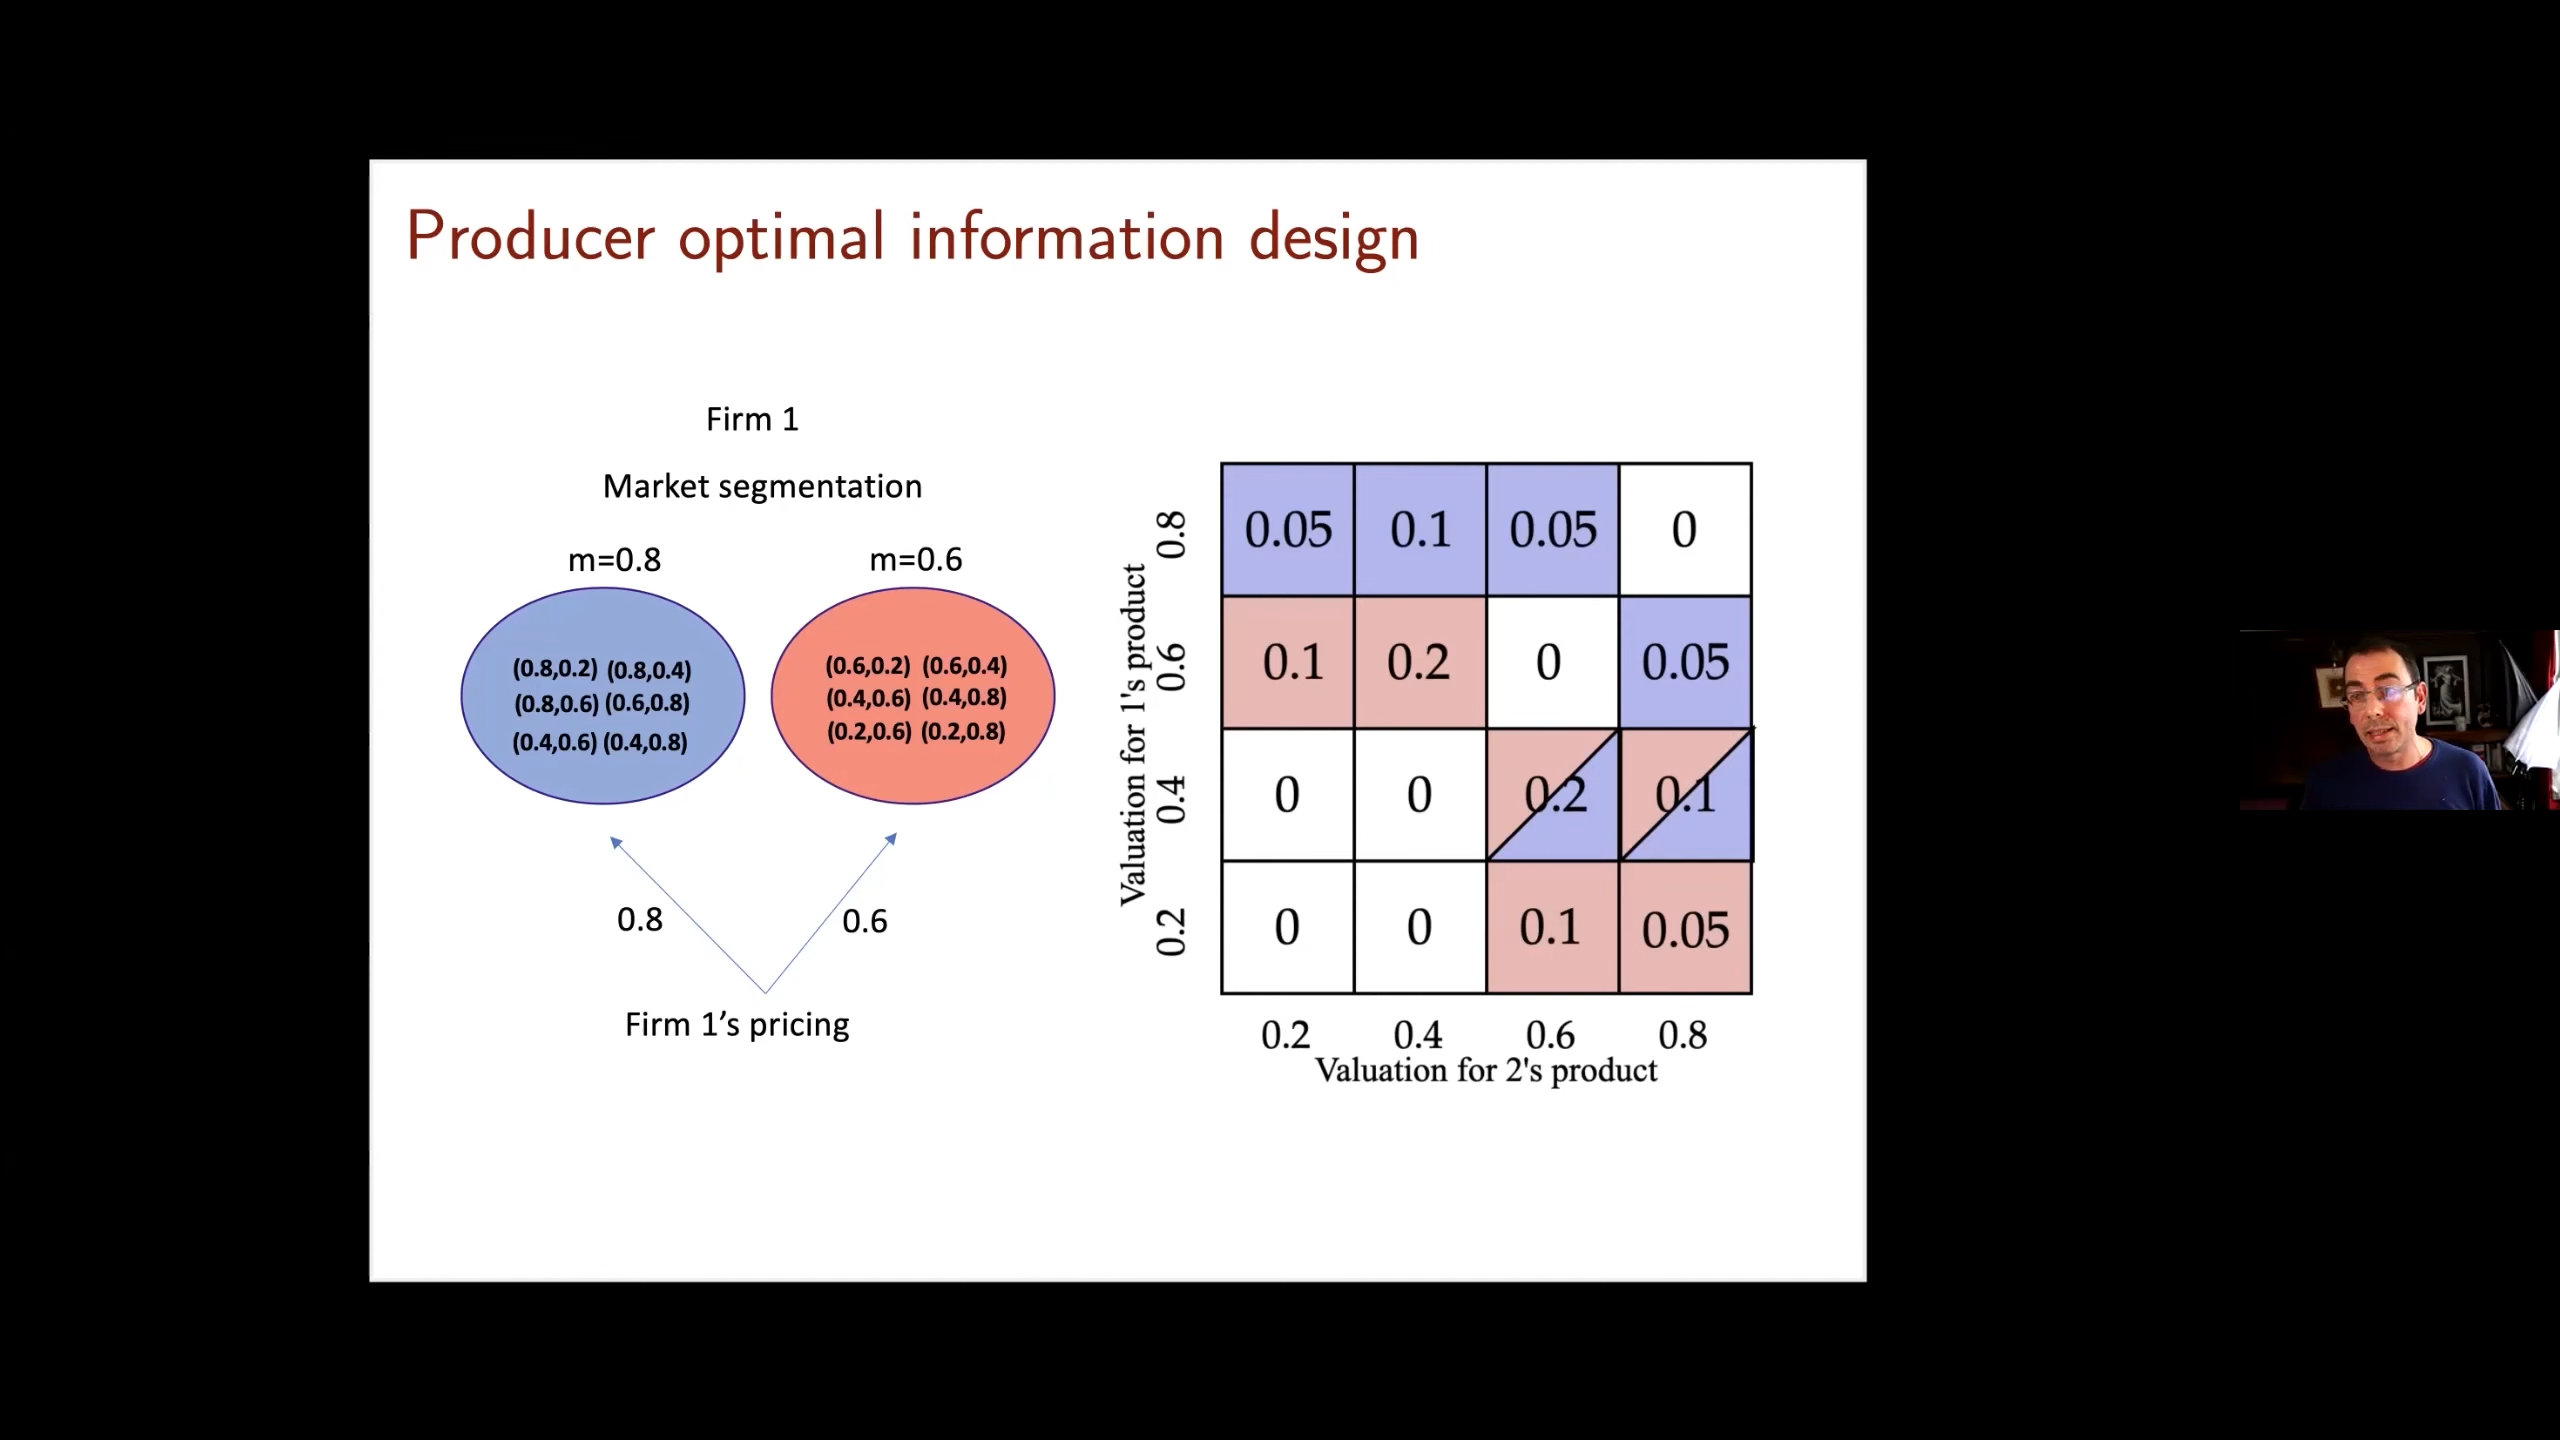 Producer optimal information design
Firm 1
Market segmentation
m=0.8 m=0.6
(0.8,0.2) (0.8,0.4)
(0.8,0.6) (0.6,0.8)
(0.4,0.6) (0.4,0.8)
(0.6,0.2) (0.6,0.4)
(0.4,0.6) (0.4,0.8)
(0.2,0.6) (0.2,0.8)
0.8 0.6
Firm 1's pricing
Valuation for 1's product
0.8 0.05 0.1 0.05 0
0.6 0.1 0.2 0 0.05
0.4 0 0 0.2 0.1
0.2 0 0 0.1 0.05
0.2 0.4 0.6 0.8
Valuation for 2's product